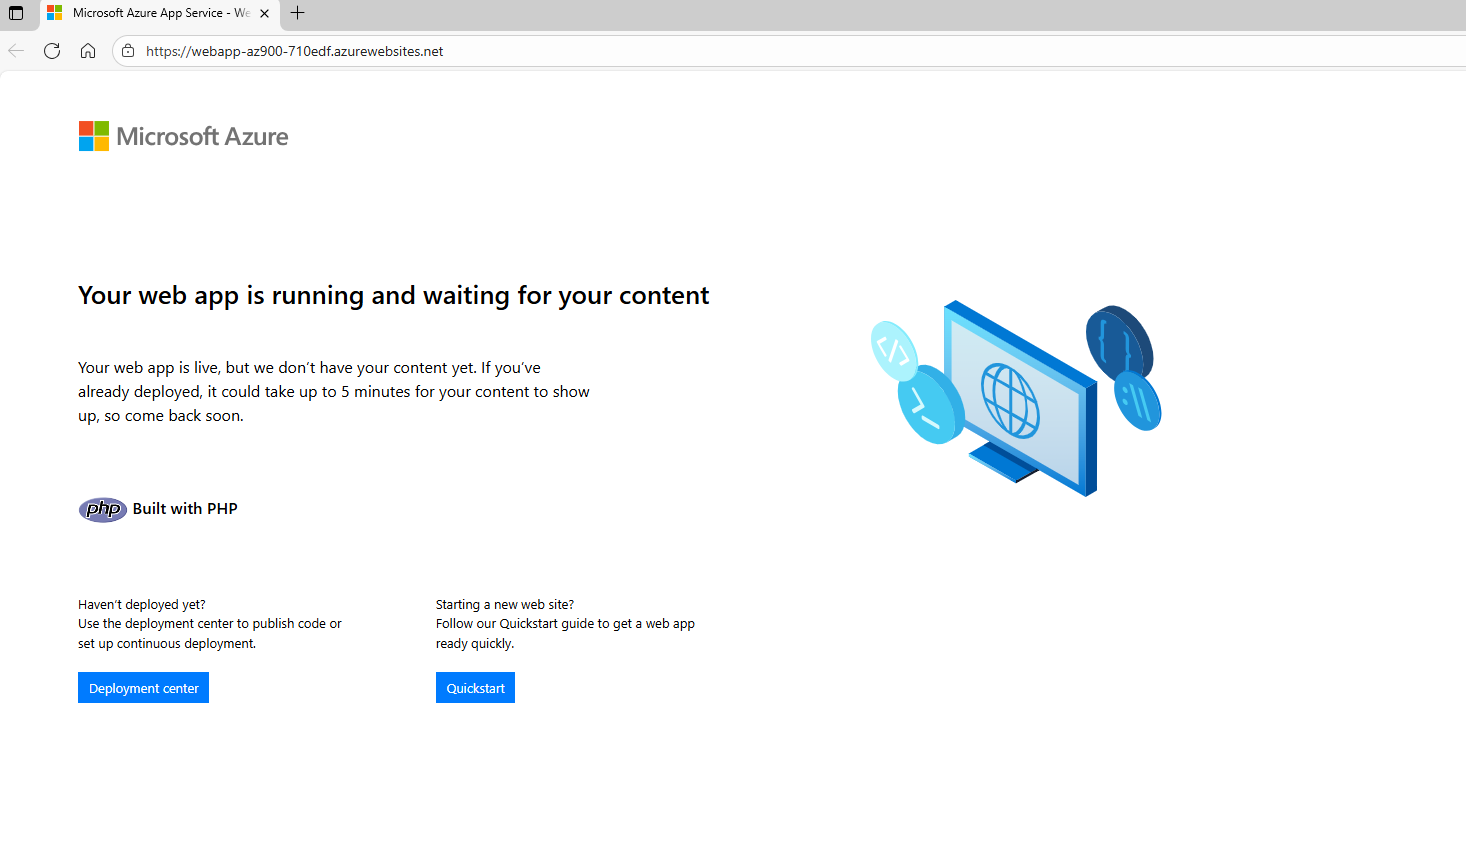 Microsoft Azure App Service - We
https://webapp-az900-710edf.azurewebsites.net
Microsoft Azure
Your web app is running and waiting for your content
Your web app is live, but we don’t have your content yet. If you’ve
already deployed, it could take up to 5 minutes for your content to show
up, so come back soon.
php Built with PHP
Haven’t deployed yet?
Use the deployment center to publish code or
set up continuous deployment.
Deployment center
Starting a new web site?
Follow our Quickstart guide to get a web app
ready quickly.
Quickstart